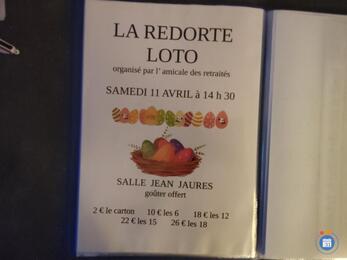 LA REDORTE
LOTO
organisé par l' amicale des retraités
SAMEDI 11 AVRIL à 14 h 30
SALLE JEAN JAURES
goûter offert
2 € le carton 10 € les 6 18 € les 12
22 € les 15 26 € les 18